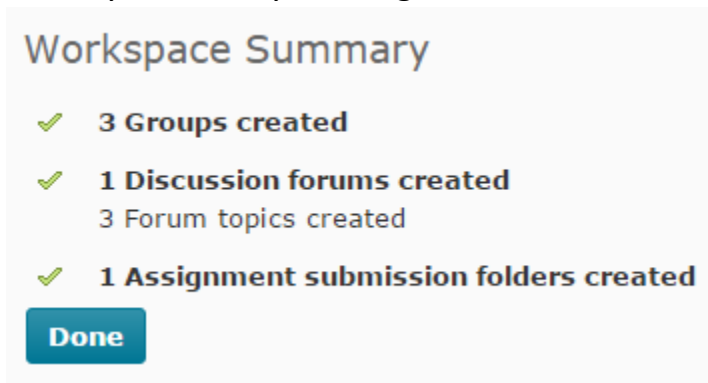 Workspace Summary
3 Groups created
1 Discussion forums created
3 Forum topics created
1 Assignment submission folders created
Done